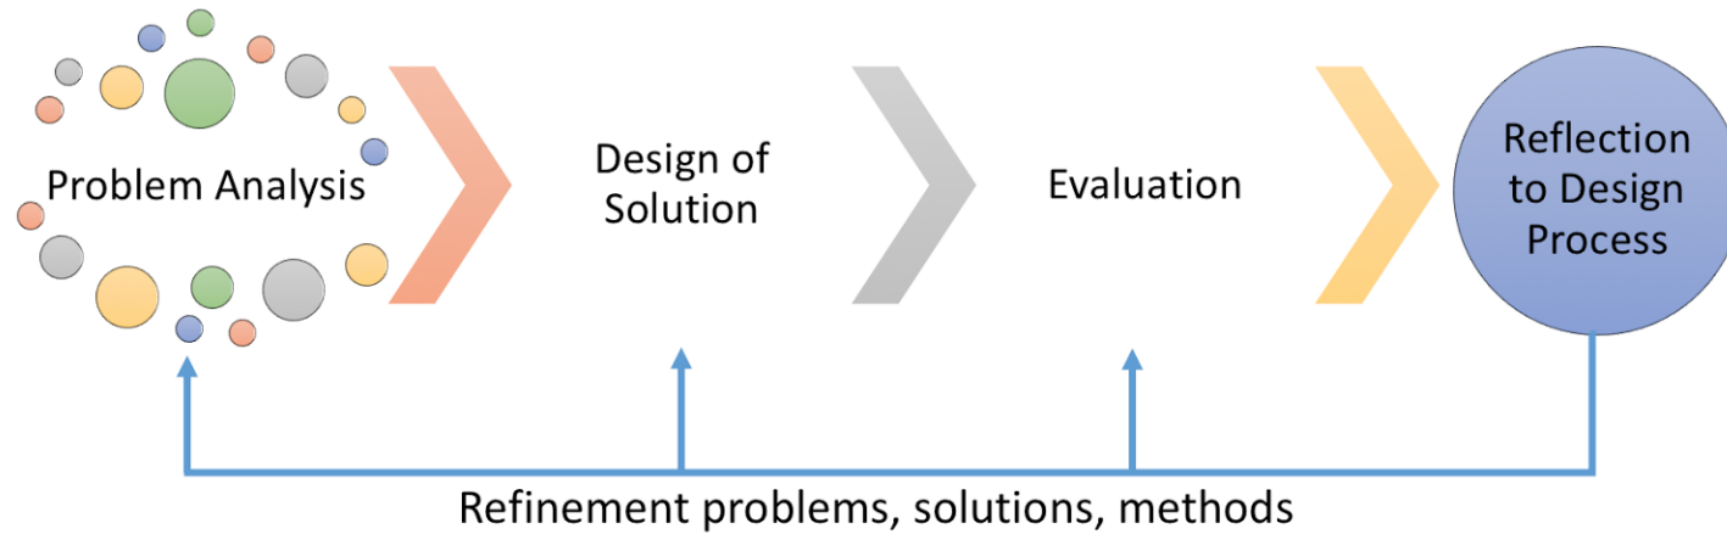 Problem Analysis
Design of
Solution
Evaluation
Reflection
to Design
Process
Refinement problems, solutions, methods